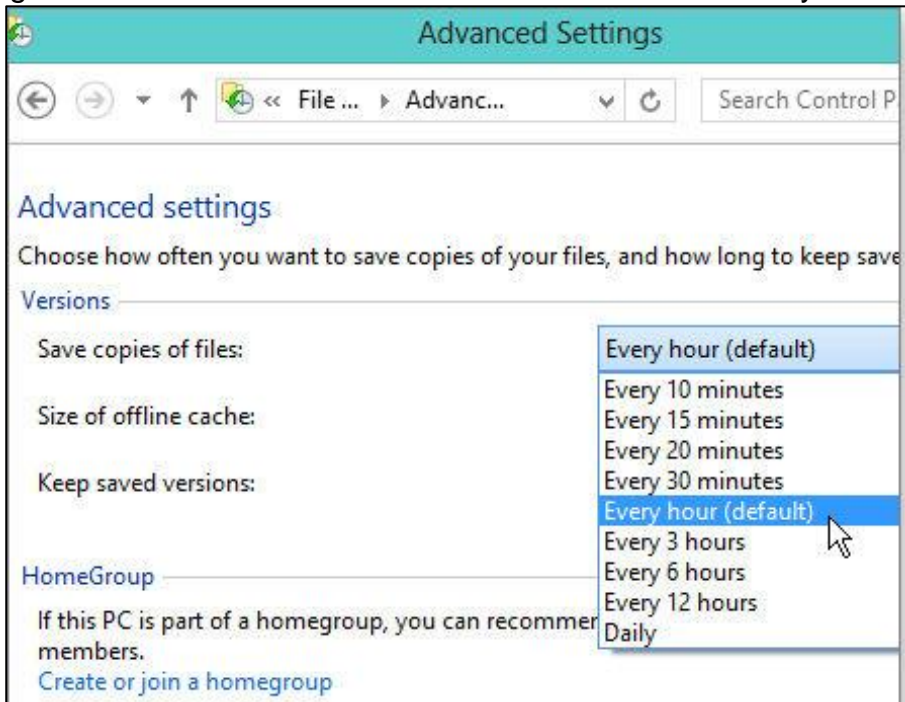 Advanced Settings
« File ... ▸ Advanc... Search Control P
Advanced settings
Choose how often you want to save copies of your files, and how long to keep save
Versions
Save copies of files: Every hour (default)
Every 10 minutes
Size of offline cache: Every 15 minutes
Every 20 minutes
Keep saved versions: Every 30 minutes
Every hour (default)
Every 3 hours
HomeGroup Every 6 hours
If this PC is part of a homegroup, you can recommer Every 12 hours
members. Daily
Create or join a homegroup